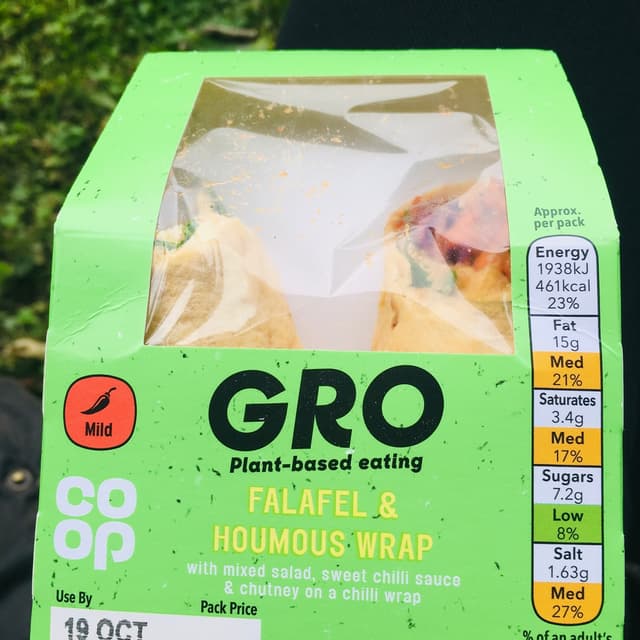 Approx.
per pack
Energy
1938kJ
461kcal
23%
Fat
15g
Med
21%
Saturates
3.4g
Med
17%
Sugars
7.2g
Low
8%
Salt
1.63g
Med
27%
% of an adult's
Mild
GRO
Plant-based eating
CO
OP
FALAFEL &
HOUMOUS WRAP
with mixed salad, sweet chilli sauce
& chutney on a chilli wrap
Use By
Pack Price
19 OCT